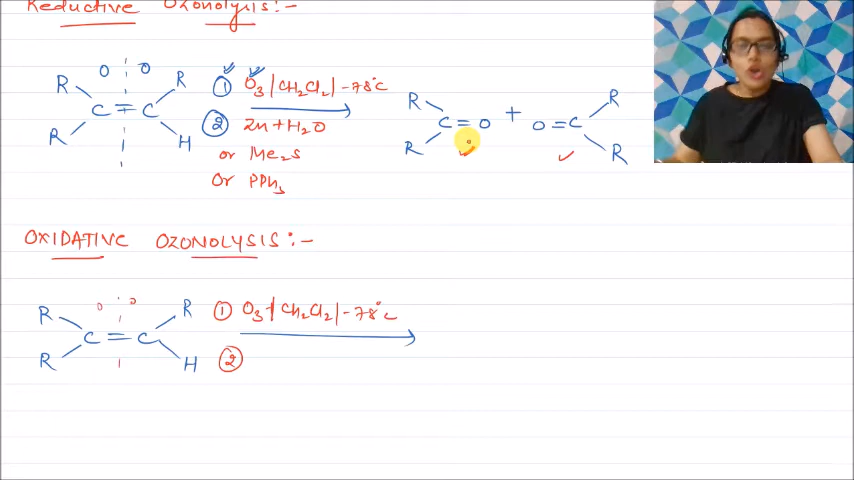 Reductive Ozonolysis:-
O O
R R
① O3/CH2Cl2/-78°C
C = C
R H
② Zn + H2O
or Me2S
Or PPh3
R R
C = O + O = C
R R
OXIDATIVE OZONOLYSIS:-
O O
R R
① O3/CH2Cl2/-78°C
C = C
R H
②